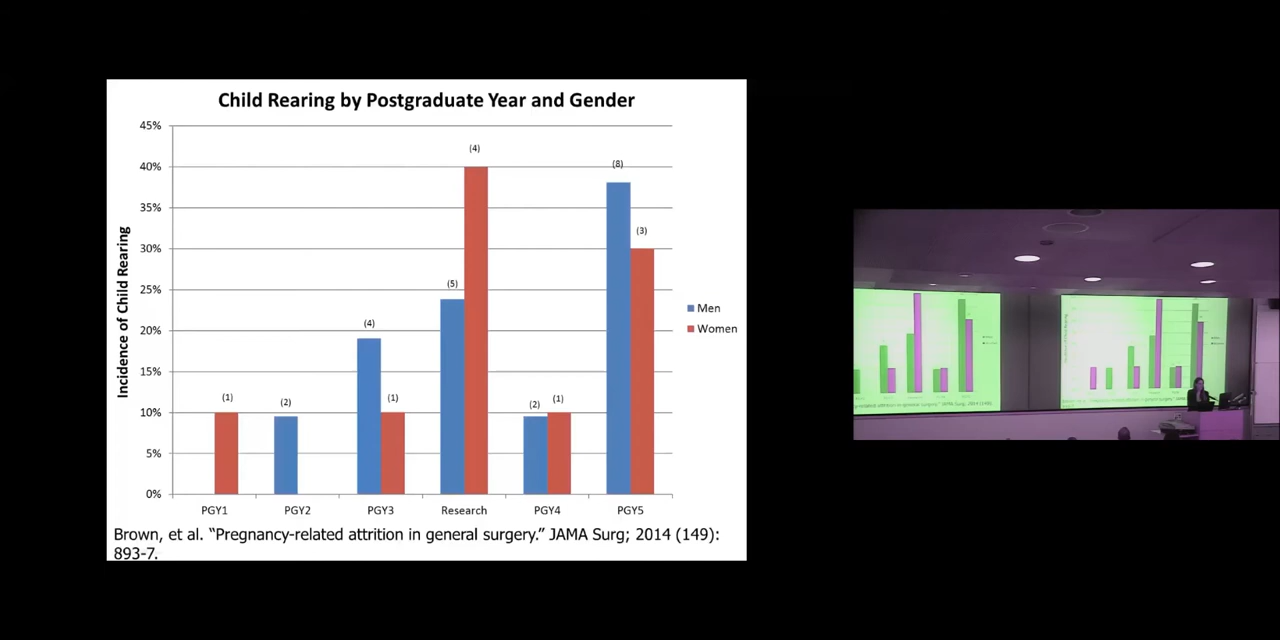 Child Rearing by Postgraduate Year and Gender
Incidence of Child Rearing
45%
40%
35%
30%
25%
20%
15%
10%
5%
0%
(1)
(2)
(4)
(1)
(5)
(4)
(2)
(1)
(8)
(3)
PGY1
PGY2
PGY3
Research
PGY4
PGY5
Men
Women
Brown, et al. “Pregnancy-related attrition in general surgery.” JAMA Surg; 2014 (149):
893-7.